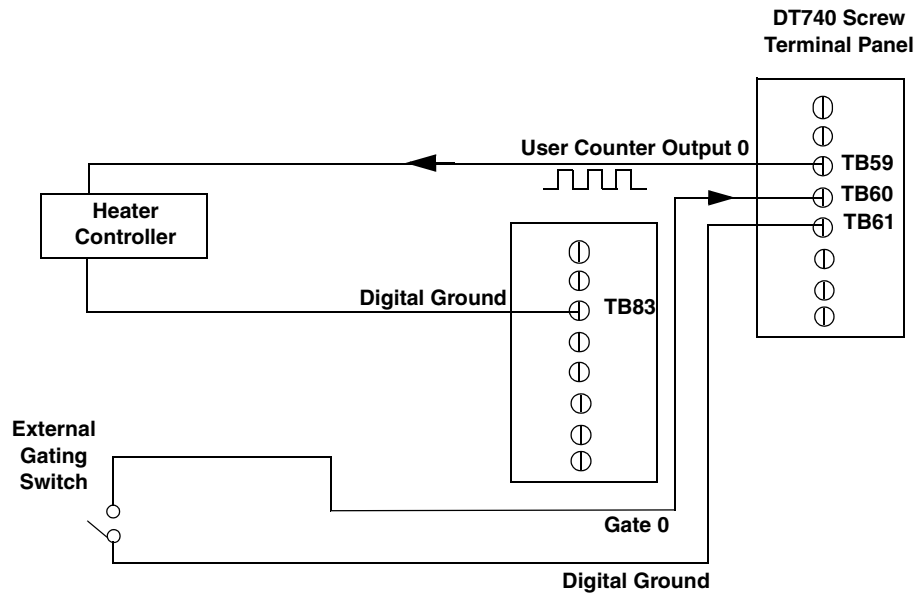 DT740 Screw
Terminal Panel
User Counter Output 0
TB59
TB60
TB61
Heater
Controller
Digital Ground
TB83
External
Gating
Switch
Gate 0
Digital Ground